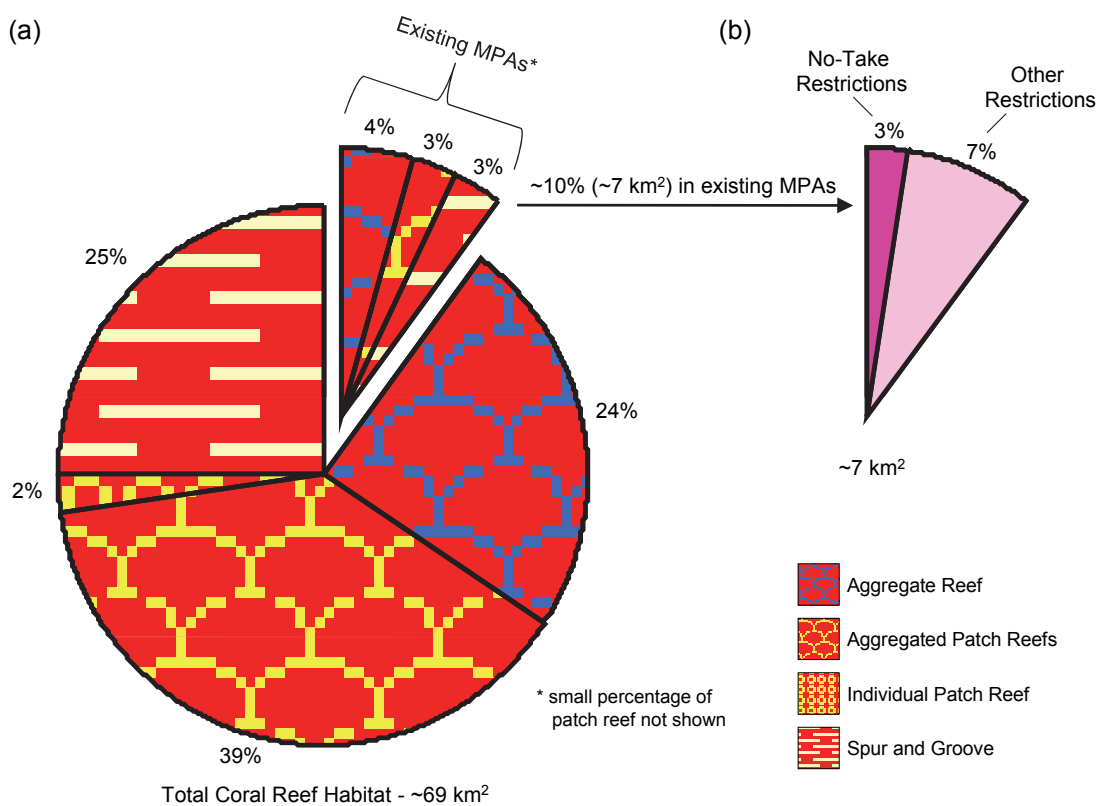 (a)
Existing MPAs*
4%
3%
3%
25%
24%
2%
39%
* small percentage of
patch reef not shown
Total Coral Reef Habitat - ~69 km²
~10% (~7 km²) in existing MPAs
(b)
No-Take
Restrictions
Other
Restrictions
3%
7%
~7 km²
Aggregate Reef
Aggregated Patch Reefs
Individual Patch Reef
Spur and Groove